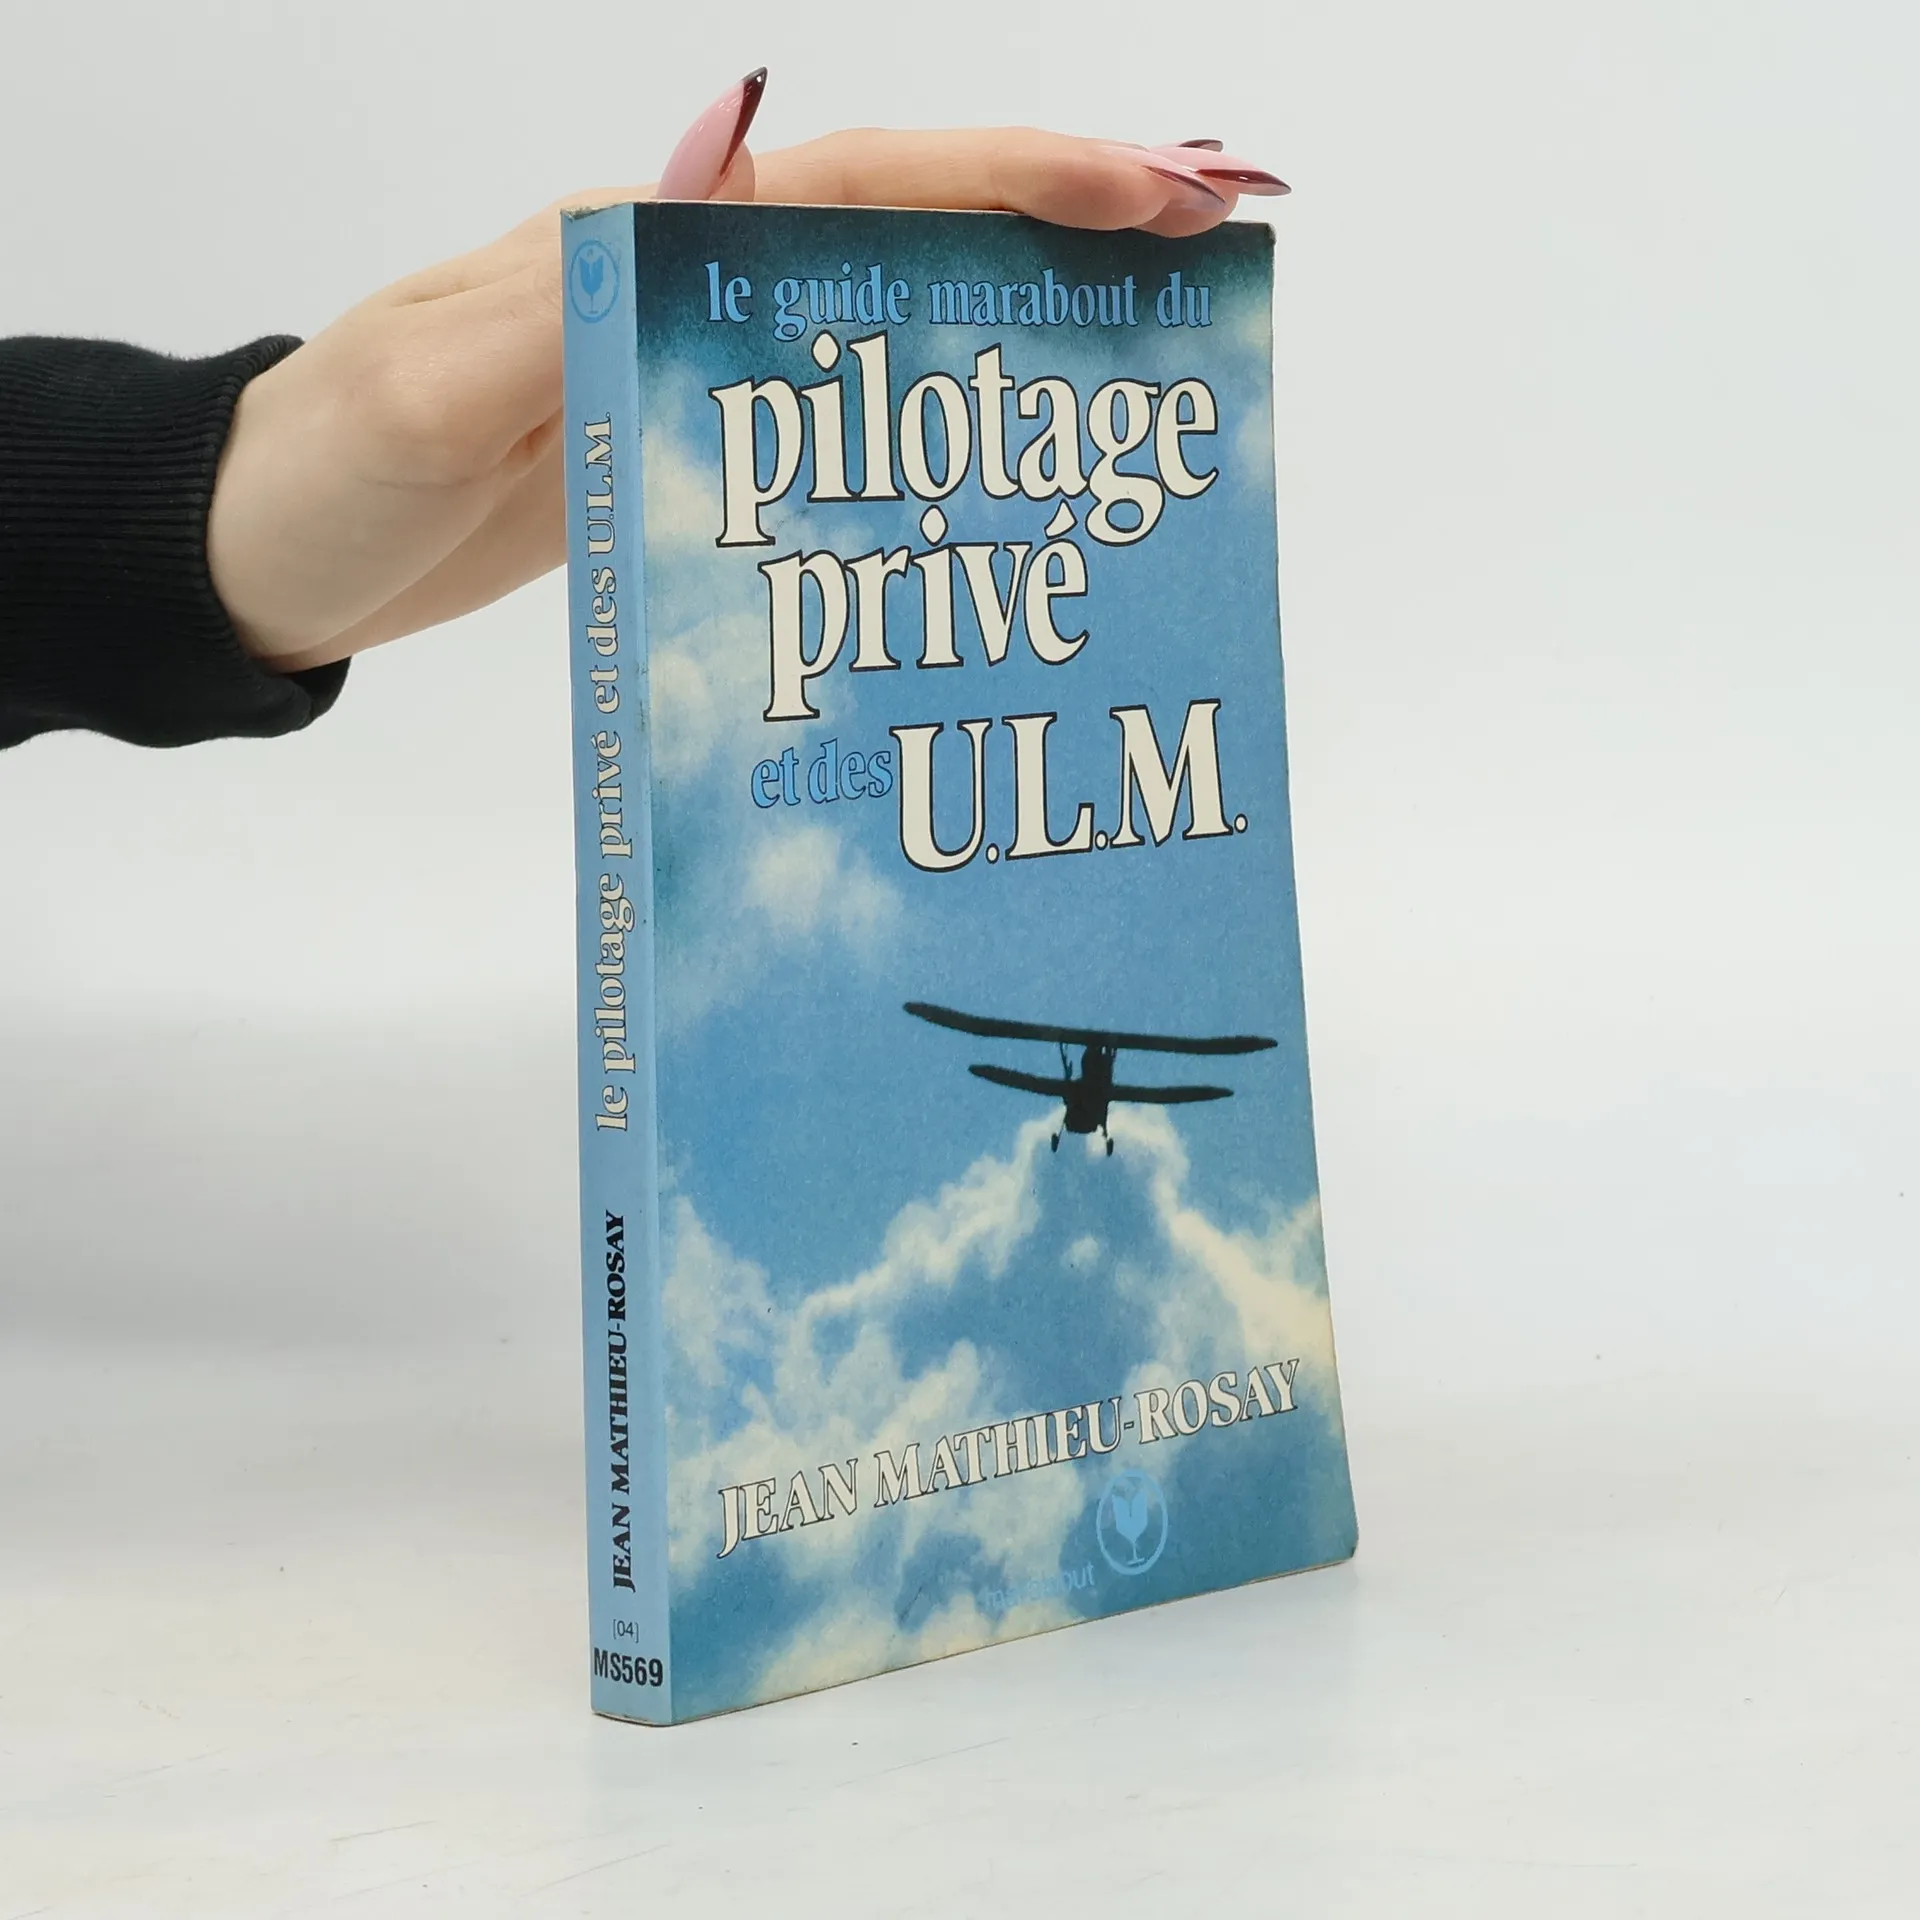 le guide marabout du
pilotage
privé
et des U.L.M.
JEAN MATHIEU-ROSAY
marabout
le pilotage privé et des U.L.M.
JEAN MATHIEU-ROSAY
[04]
MS569